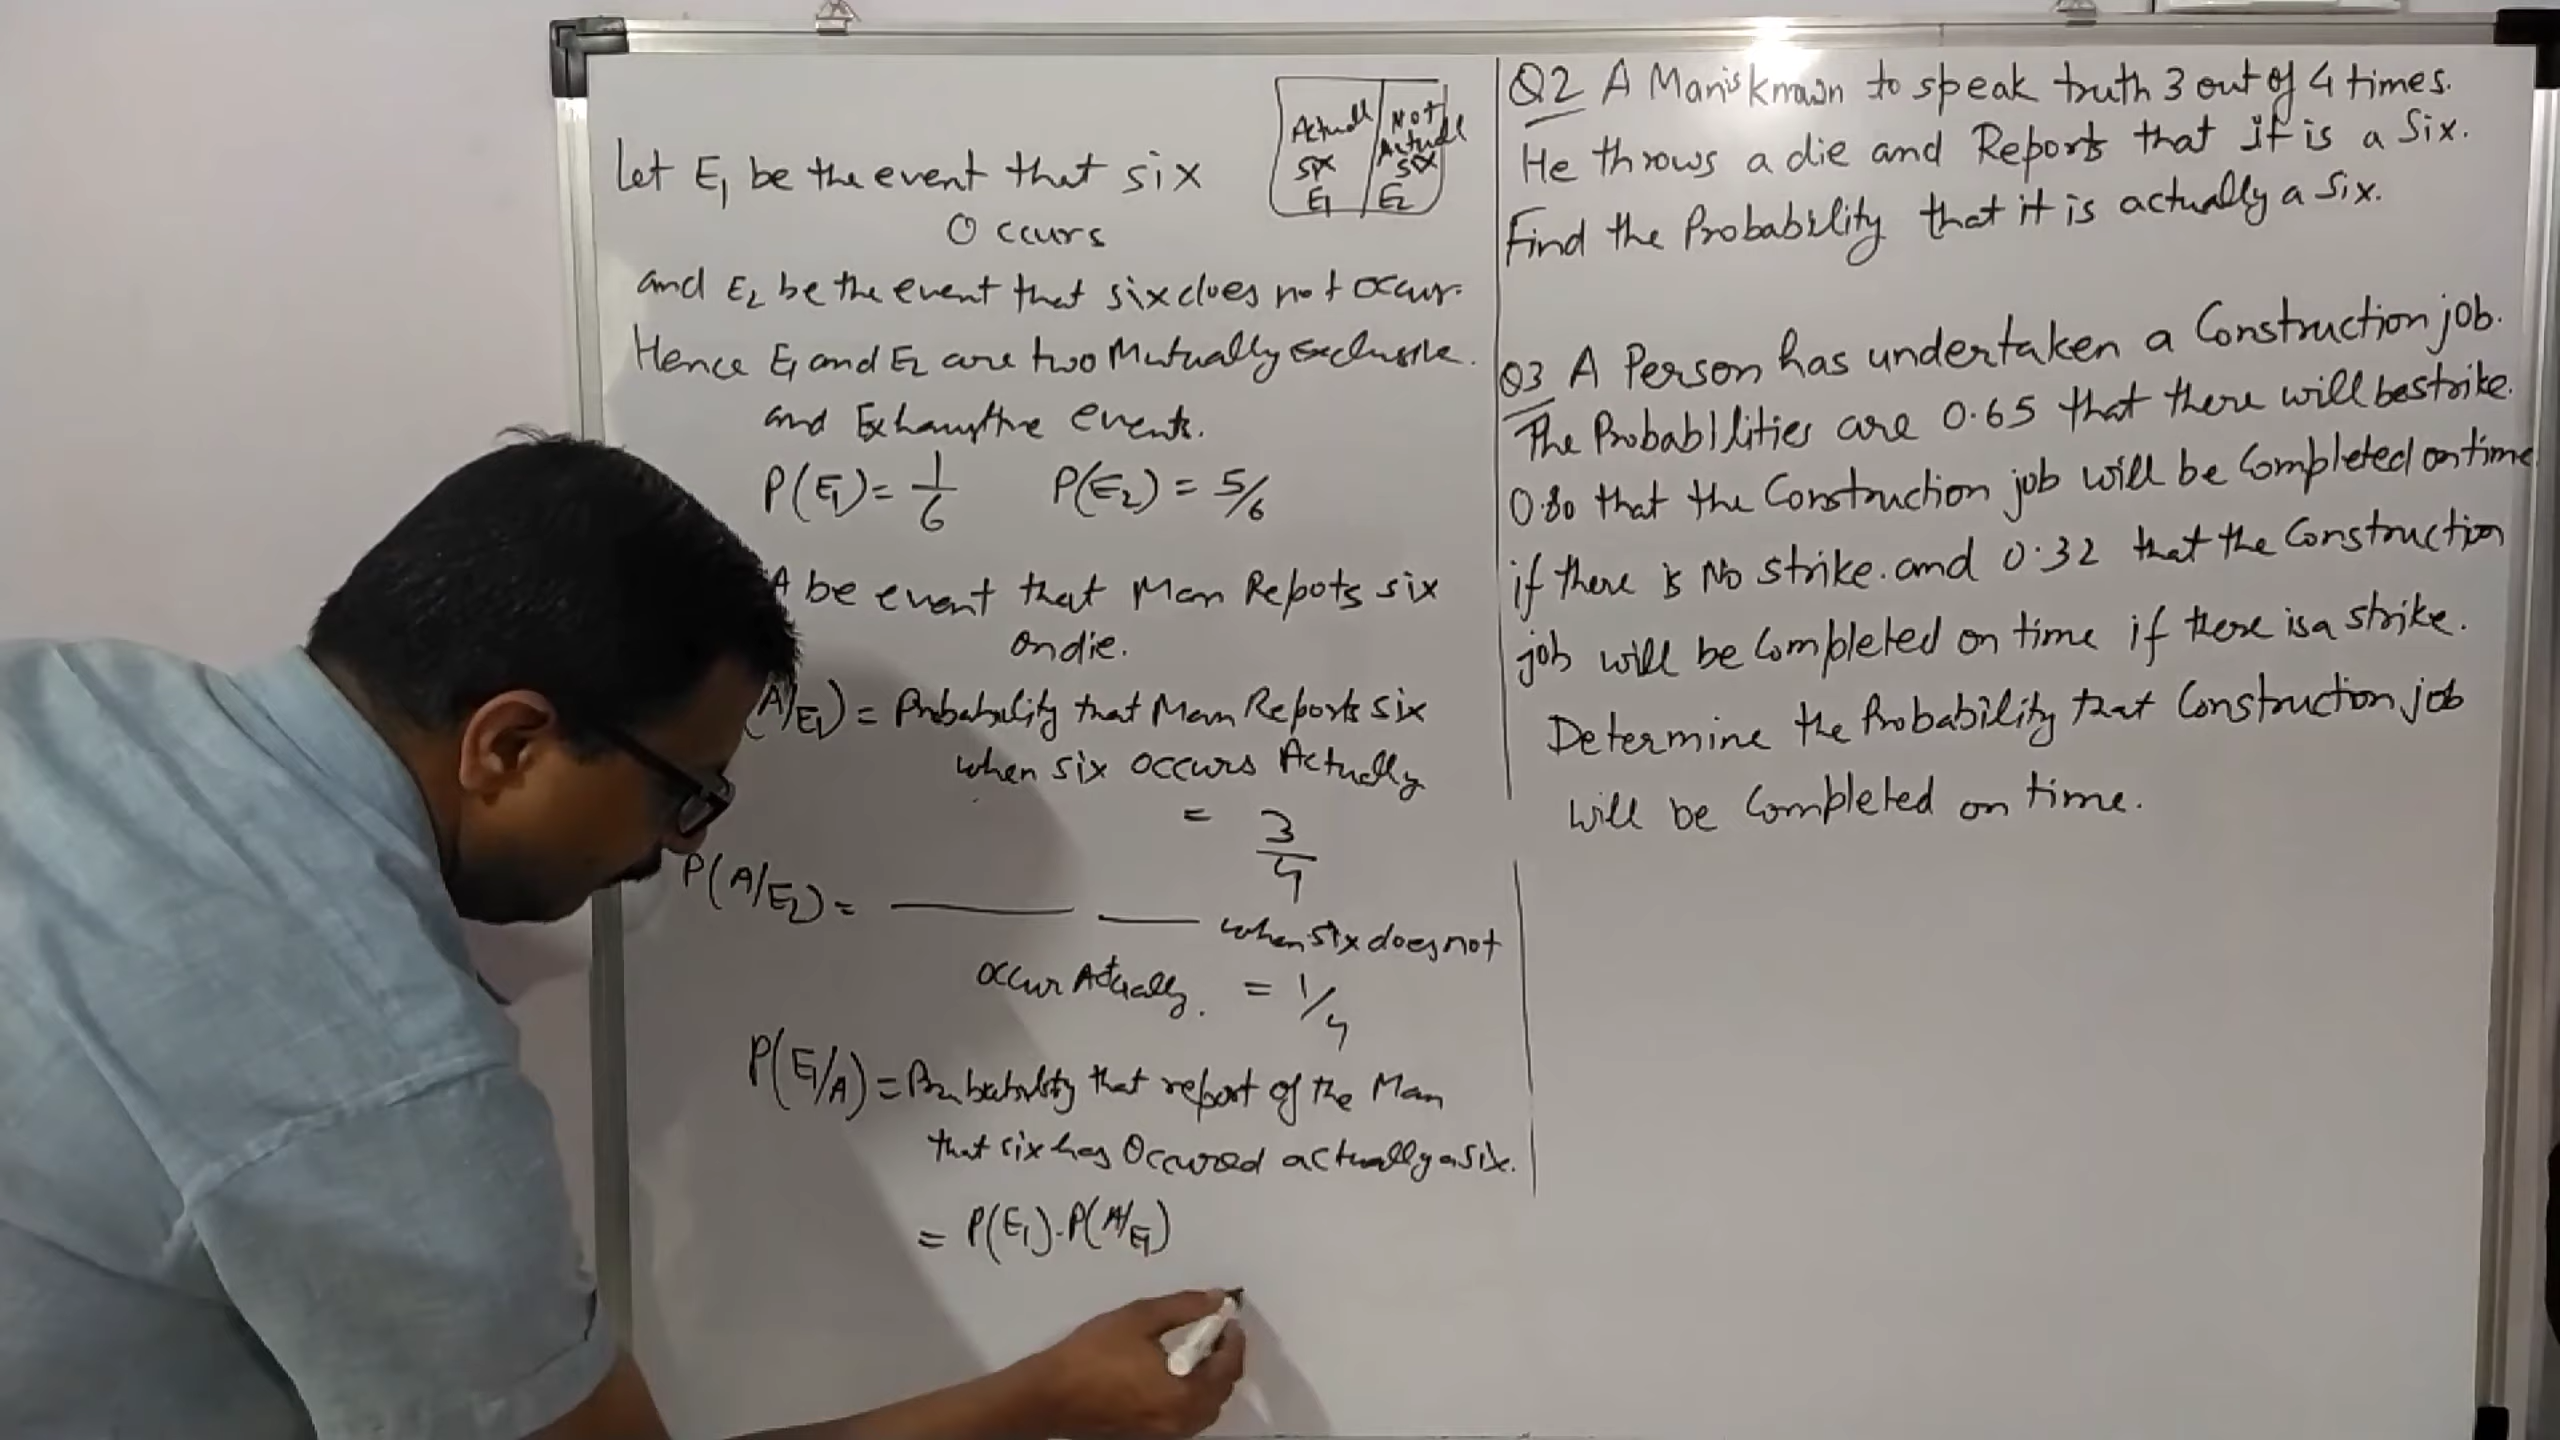 Let E1 be the event that six
Occurs
and E2 be the event that six does not occur.
Hence E1 and E2 are two Mutually Exclusive.
and Exhaustive events.
P(E1) = 1/6 P(E2) = 5/6
A be event that Man Repots six
on die.
A/E1) = Probability that Man Reports six
when six occurs Actually
= 3/4
P(A/E2) = ——— —— when six does not
occur Actually. = 1/4
P(E1/A) = Probability that report of the Man
that six has Occured actually a six.
= P(E1).P(A/E1)
Actuall
six
E1
Not
Actuall
six
E2
Q2 A Man is known to speak truth 3 out of 4 times.
He throws a die and Reports that it is a Six.
Find the Probability that it is actually a Six.
Q3 A Person has undertaken a Construction job.
The Probabilities are 0.65 that there will be strike.
0.80 that the Construction job will be Completed on time
if there is No strike. and 0.32 that the Construction
job will be Completed on time if there is a strike.
Determine the Probability that Construction job
will be Completed on time.